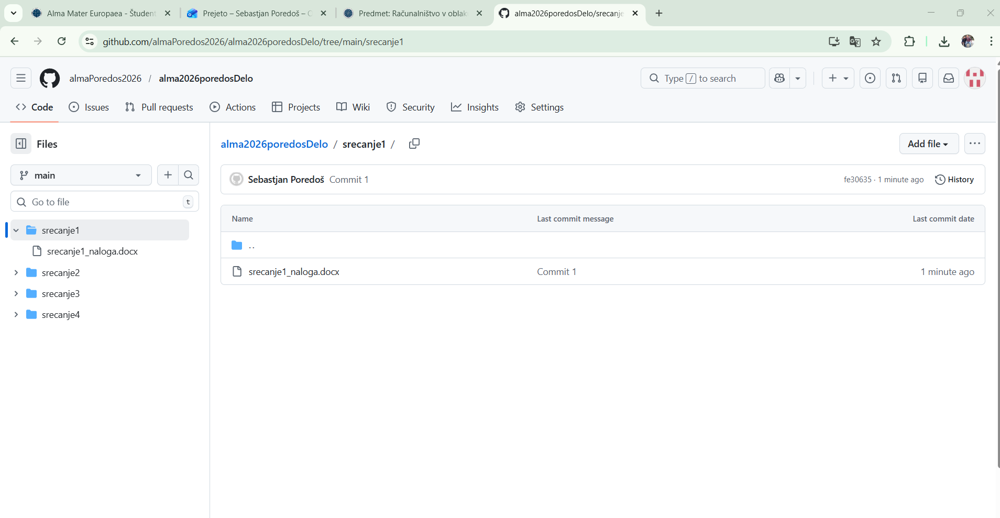 Alma Mater Europaea - Študent
Prejeto – Sebastjan Poredoš – O
Predmet: Računalništvo v oblak
alma2026poredosDelo/srecanje
github.com/almaPoredos2026/alma2026poredosDelo/tree/main/srecanje1
almaPoredos2026 / alma2026poredosDelo
Type / to search
Code
Issues
Pull requests
Actions
Projects
Wiki
Security
Insights
Settings
Files
main
Go to file
t
srecanje1
srecanje1_naloga.docx
srecanje2
srecanje3
srecanje4
alma2026poredosDelo / srecanje1 /
Add file
Sebastjan Poredoš Commit 1
fe30635 · 1 minute ago
History
Name Last commit message Last commit date
..
srecanje1_naloga.docx Commit 1 1 minute ago